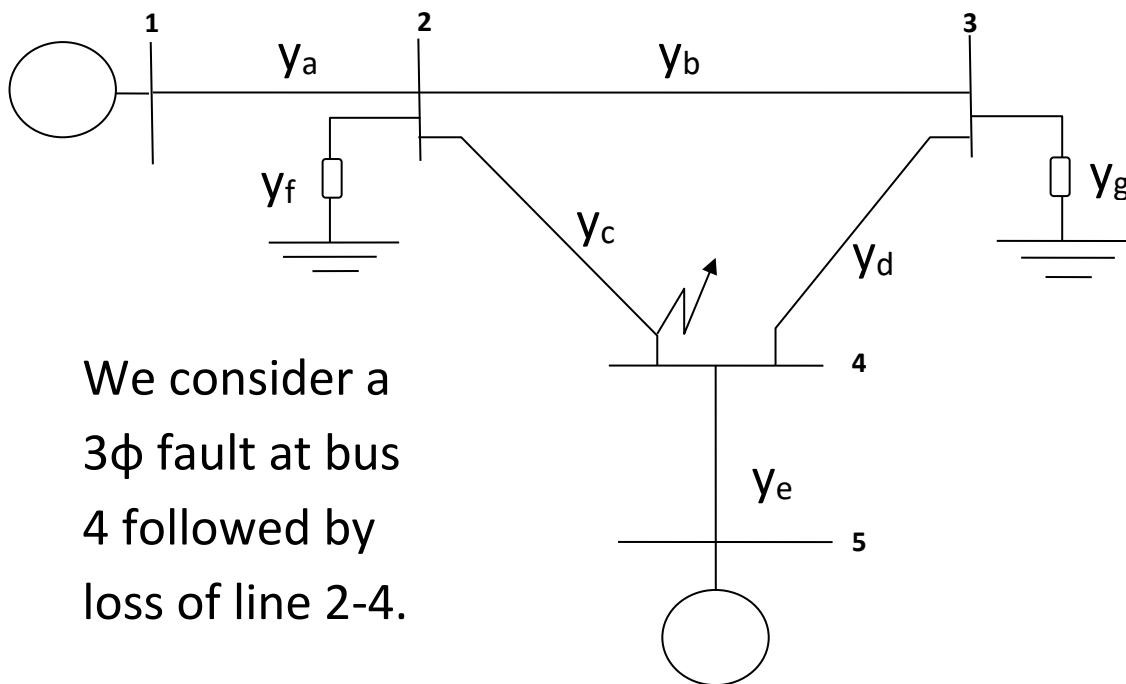 1
2
3
ya
yb
yf
yg
yc
yd
4
We consider a
3ϕ fault at bus
4 followed by
loss of line 2-4.
ye
5